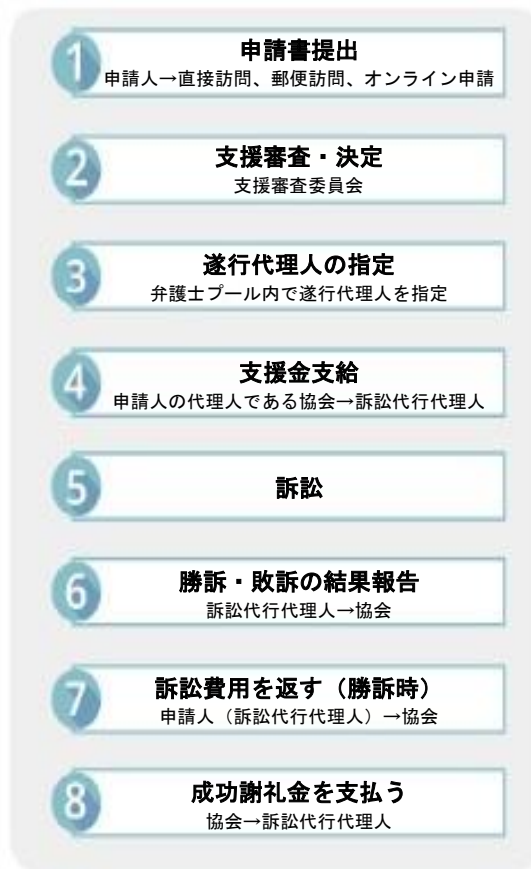 1
申請書提出
申請人→直接訪問、郵便訪問、オンライン申請
2
支援審査・決定
支援審査委員会
3
遂行代理人の指定
弁護士プール内で遂行代理人を指定
4
支援金支給
申請人の代理人である協会→訴訟代行代理人
5
訴訟
6
勝訴・敗訴の結果報告
訴訟代行代理人→協会
7
訴訟費用を返す（勝訴時）
申請人（訴訟代行代理人）→協会
8
成功謝礼金を支払う
協会→訴訟代行代理人